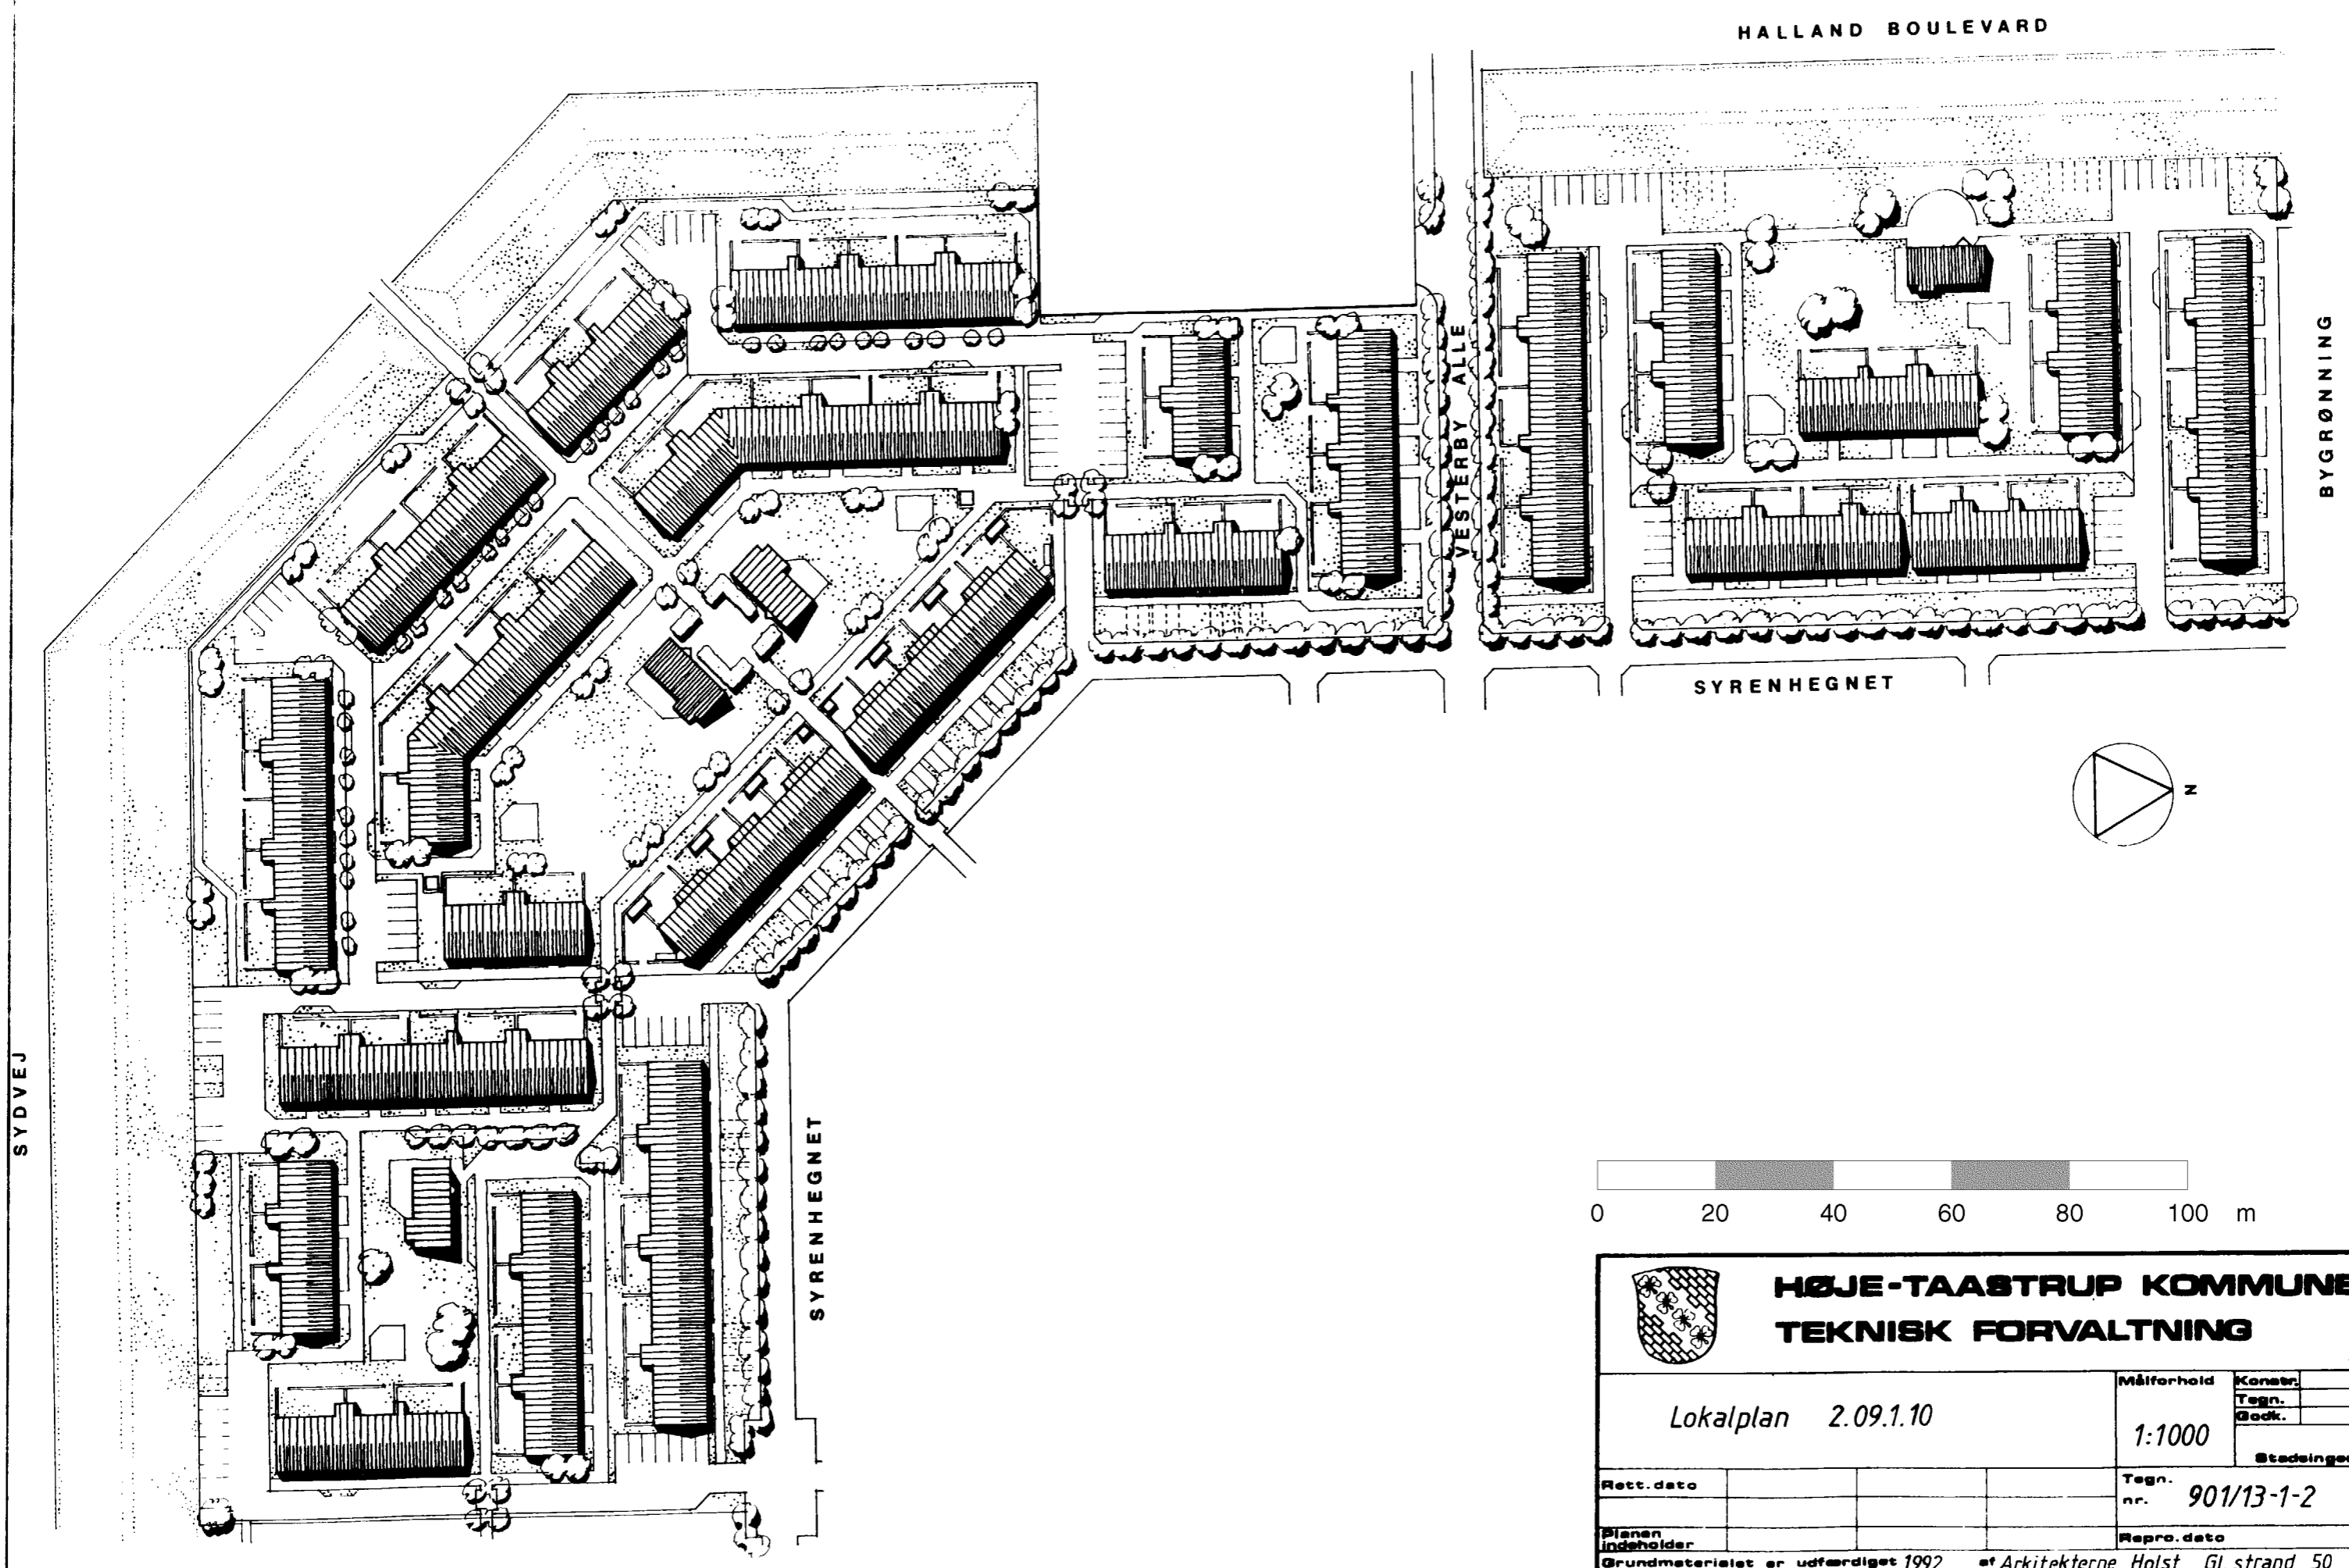 HALLAND BOULEVARD
VESTERBY ALLE
BYGRØNNING
SYRENHEGNET
N
SYDVEJ
SYRENHEGNET
0 20 40 60 80 100 m
HØJE-TAASTRUP KOMMUNE
TEKNISK FORVALTNING
Lokalplan 2.09.1.10
Målforhold
1:1000
Konstr.
Tegn.
Godk.
Rett.dato
Tegn.
nr. 901/13-1-2
Planen
indeholder
Repro.dato
Grundmaterialet er udfærdiget 1992 af Arkitekterne Holst Gl. strand 50